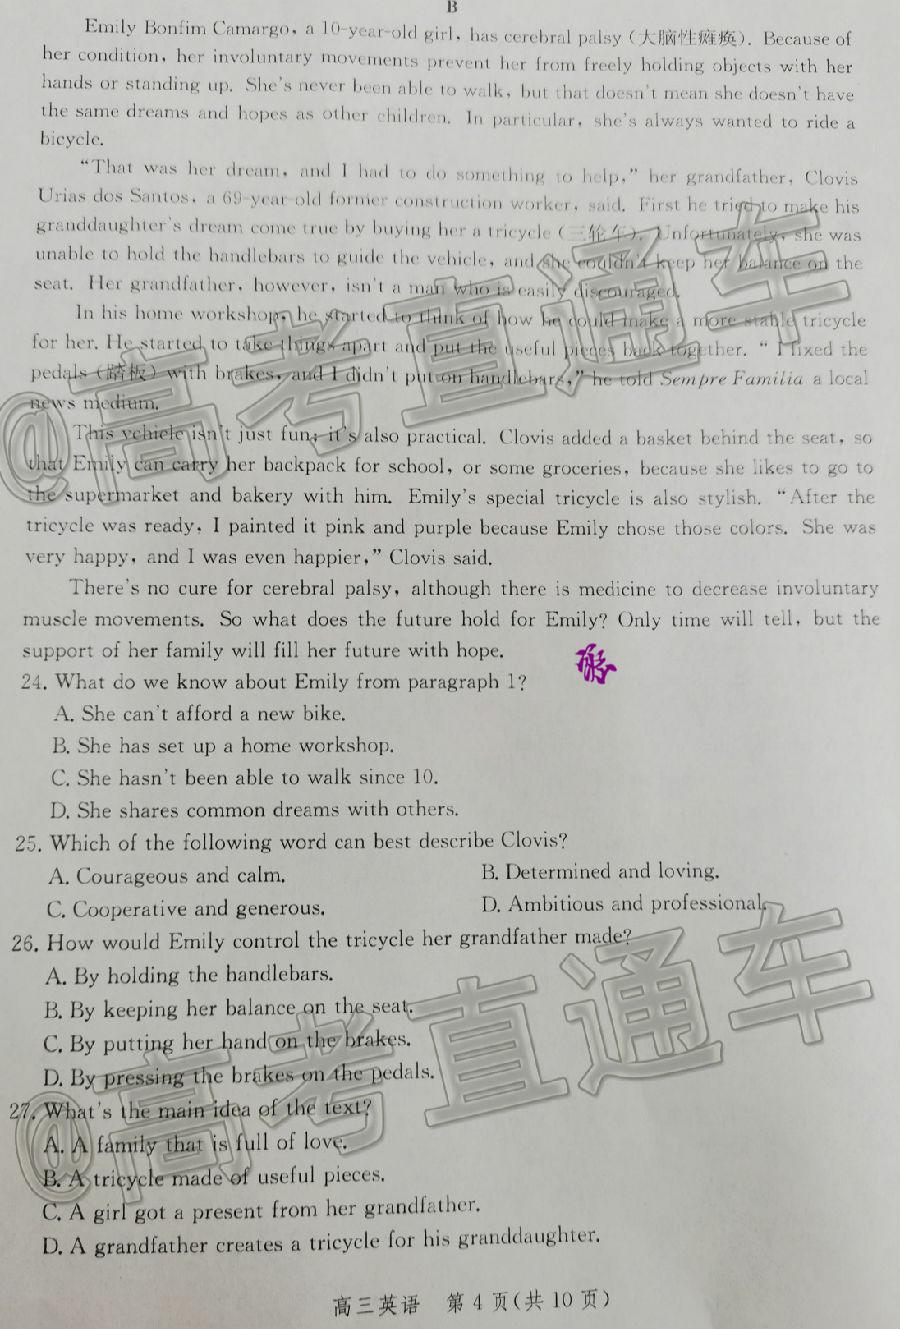 B
Emily Bonfim Camargo, a 10-year-old girl, has cerebral palsy (大脑性瘫痪). Because of
her condition, her involuntary movements prevent her from freely holding objects with her
hands or standing up. She's never been able to walk, but that doesn't mean she doesn't have
the same dreams and hopes as other children. In particular, she's always wanted to ride a
bicycle.
"That was her dream, and I had to do something to help," her grandfather, Clovis
Urias dos Santos, a 69-year-old former construction worker, said. First he tried to make his
granddaughter's dream come true by buying her a tricycle (三轮车). Unfortunately, she was
unable to hold the handlebars to guide the vehicle, and she couldn't keep her balance on the
seat. Her grandfather, however, isn't a man who is easily discouraged.
In his home workshop, he started to think of how he could make a more stable tricycle
for her. He started to take things apart and put the useful pieces back together. "I fixed the
pedals (踏板) with brakes, and I didn't put on handlebars," he told Sempre Familia a local
news medium.
This vehicle isn't just fun; it's also practical. Clovis added a basket behind the seat, so
that Emily can carry her backpack for school, or some groceries, because she likes to go to
the supermarket and bakery with him. Emily's special tricycle is also stylish. "After the
tricycle was ready, I painted it pink and purple because Emily chose those colors. She was
very happy, and I was even happier," Clovis said.
There's no cure for cerebral palsy, although there is medicine to decrease involuntary
muscle movements. So what does the future hold for Emily? Only time will tell, but the
support of her family will fill her future with hope.
24. What do we know about Emily from paragraph 1?
A. She can't afford a new bike.
B. She has set up a home workshop.
C. She hasn't been able to walk since 10.
D. She shares common dreams with others.
25. Which of the following word can best describe Clovis?
A. Courageous and calm. B. Determined and loving.
C. Cooperative and generous. D. Ambitious and professional.
26. How would Emily control the tricycle her grandfather made?
A. By holding the handlebars.
B. By keeping her balance on the seat.
C. By putting her hand on the brakes.
D. By pressing the brakes on the pedals.
27. What's the main idea of the text?
A. A family that is full of love.
B. A tricycle made of useful pieces.
C. A girl got a present from her grandfather.
D. A grandfather creates a tricycle for his granddaughter.
高三英语 第 4 页(共 10 页)
@高考直通车
@高考直通车